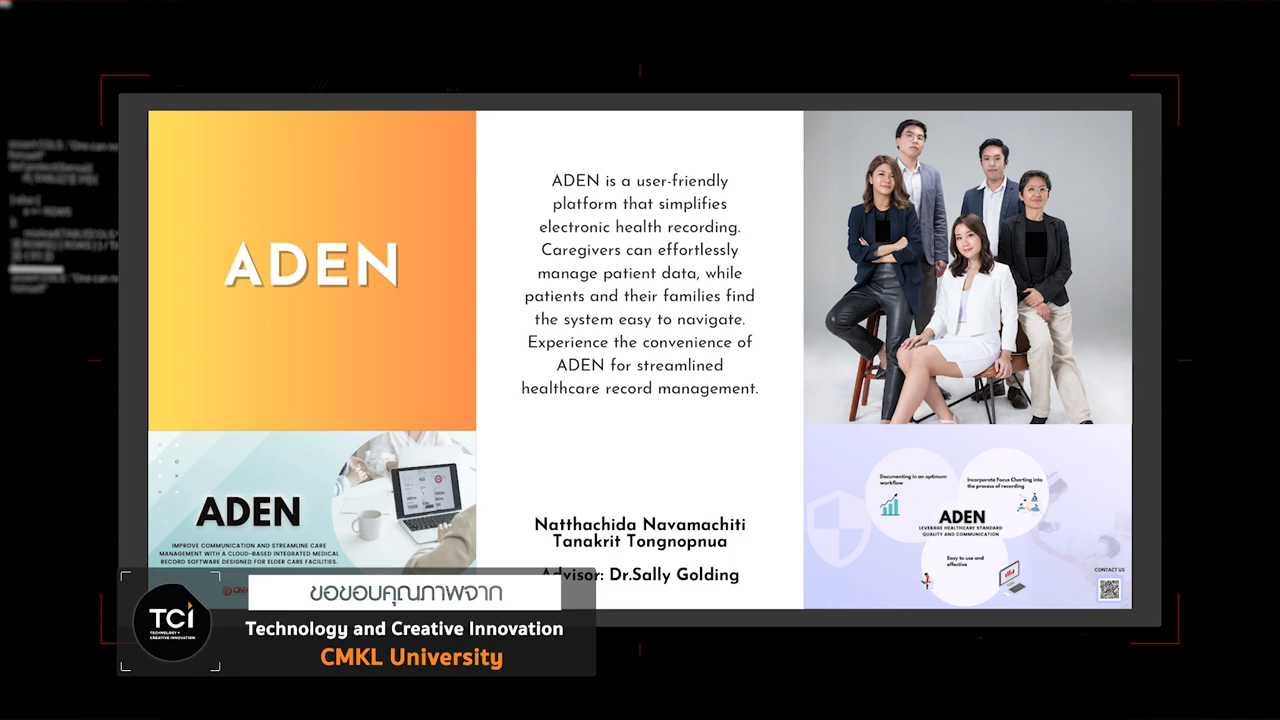 ADEN
ADEN is a user-friendly
platform that simplifies
electronic health recording.
Caregivers can effortlessly
manage patient data, while
patients and their families find
the system easy to navigate.
Experience the convenience of
ADEN for streamlined
healthcare record management.
Natthachida Navamachiti
Tanakrit Tongnopnua
Advisor: Dr.Sally Golding
ADEN
IMPROVE COMMUNICATION AND STREAMLINE CARE
MANAGEMENT WITH A CLOUD-BASED INTEGRATED MEDICAL
RECORD SOFTWARE DESIGNED FOR ELDER CARE FACILITIES.
Documenting in an optimum
workflow
Incorporate Focus Charting into
the process of recording
ADEN
LEVERAGE HEALTHCARE STANDARD
QUALITY AND COMMUNICATION
Easy to use and
effective
CONTACT US
TCi
TECHNOLOGY +
CREATIVE INNOVATION
ขอขอบคุณภาพจาก
Technology and Creative Innovation
CMKL University